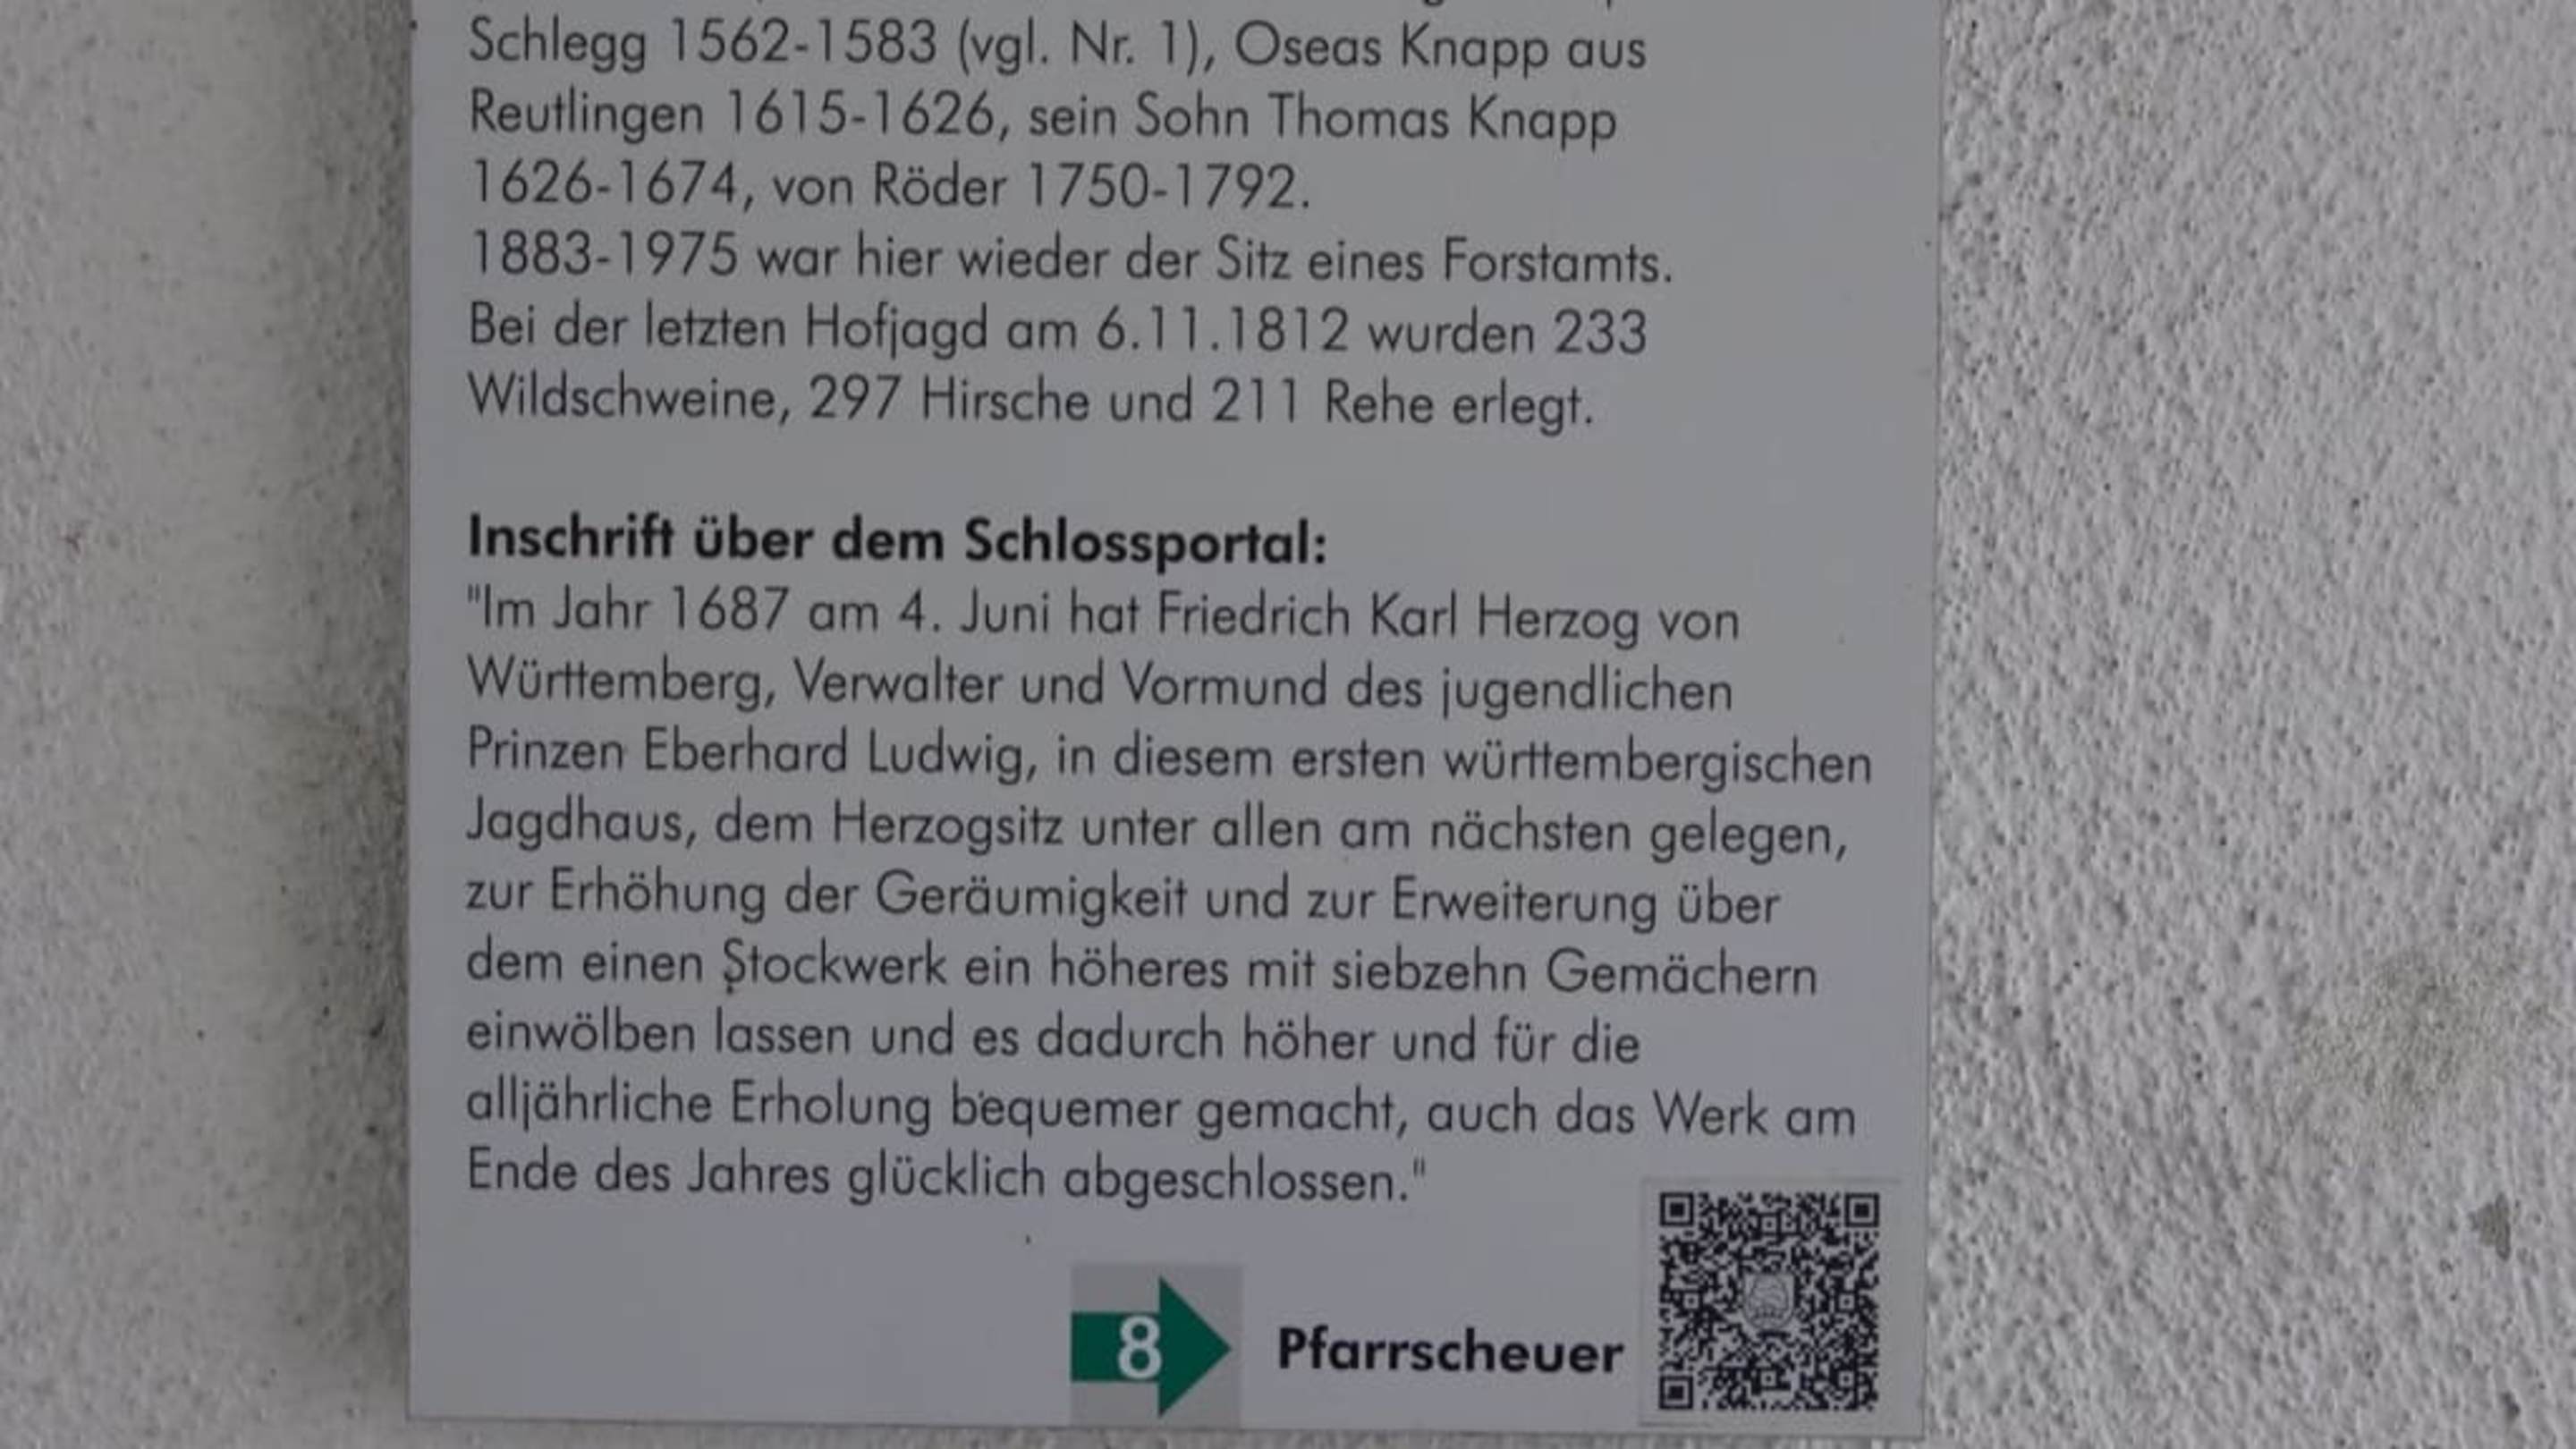 Schlegg 1562-1583 (vgl. Nr. 1), Oseas Knapp aus
Reutlingen 1615-1626, sein Sohn Thomas Knapp
1626-1674, von Röder 1750-1792.
1883-1975 war hier wieder der Sitz eines Forstamts.
Bei der letzten Hofjagd am 6.11.1812 wurden 233
Wildschweine, 297 Hirsche und 211 Rehe erlegt.
Inschrift über dem Schlossportal:
"Im Jahr 1687 am 4. Juni hat Friedrich Karl Herzog von
Württemberg, Verwalter und Vormund des jugendlichen
Prinzen Eberhard Ludwig, in diesem ersten württembergischen
Jagdhaus, dem Herzogsitz unter allen am nächsten gelegen,
zur Erhöhung der Geräumigkeit und zur Erweiterung über
dem einen Stockwerk ein höheres mit siebzehn Gemächern
einwölben lassen und es dadurch höher und für die
alljährliche Erholung bequemer gemacht, auch das Werk am
Ende des Jahres glücklich abgeschlossen."
8 Pfarrscheuer